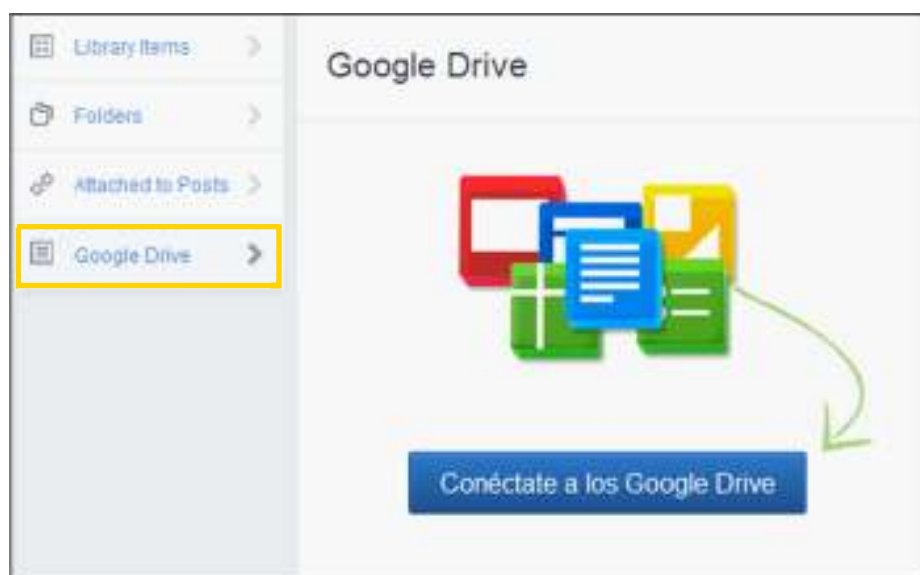 Library Items
Folders
Attached to Posts
Google Drive
Google Drive
Conéctate a los Google Drive